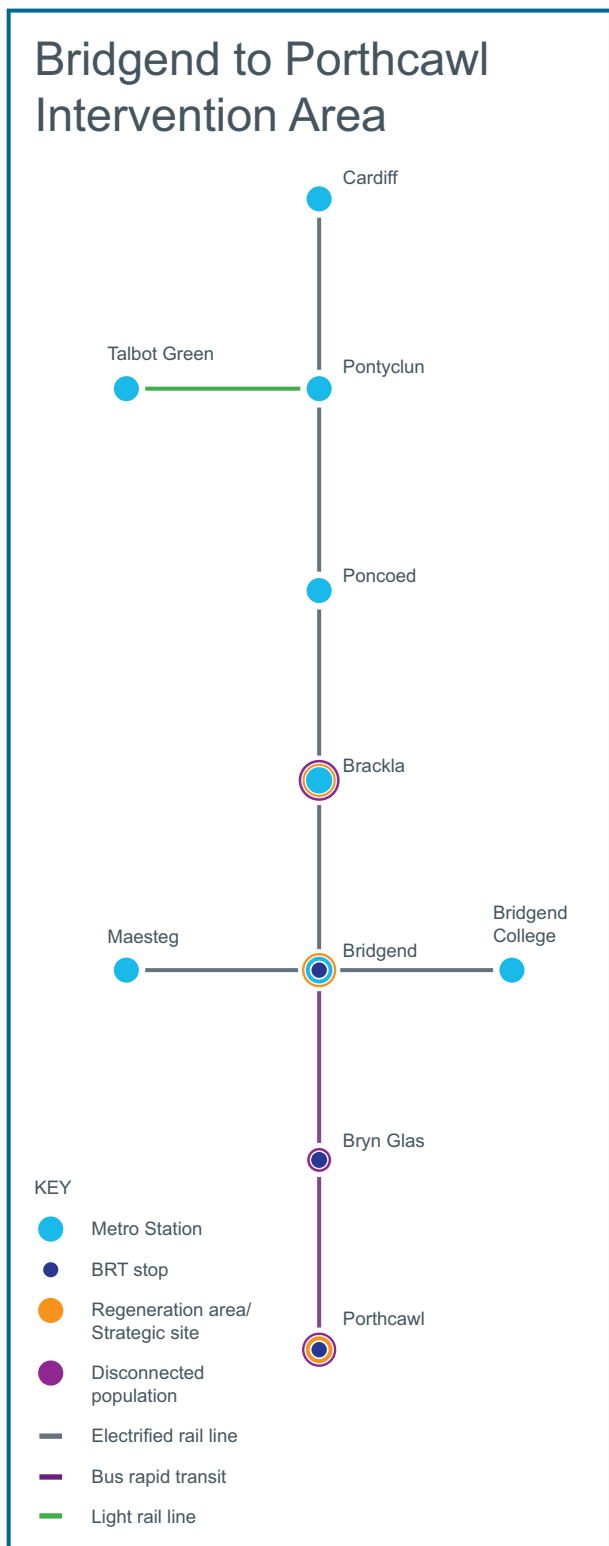 Bridgend to Porthcawl
Intervention Area
Cardiff
Talbot Green
Pontyclun
Poncoed
Brackla
Maesteg
Bridgend
Bridgend
College
Bryn Glas
Porthcawl
KEY
Metro Station
BRT stop
Regeneration area/
Strategic site
Disconnected
population
Electrified rail line
Bus rapid transit
Light rail line